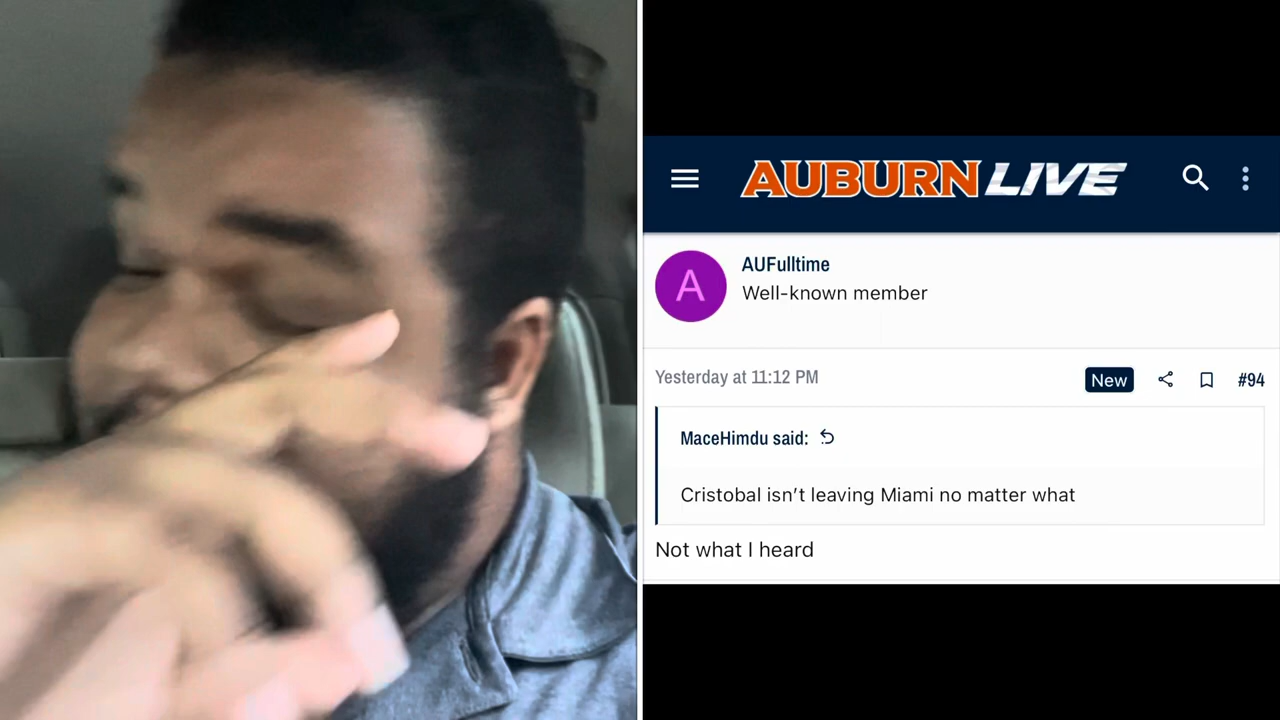 AUBURN LIVE
A
AUFulltime
Well-known member
Yesterday at 11:12 PM
New
#94
MaceHimdu said:
Cristobal isn’t leaving Miami no matter what
Not what I heard